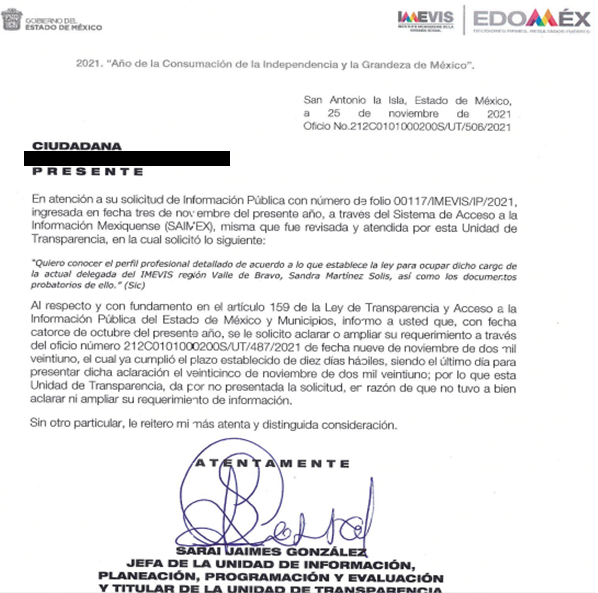 GOBIERNO DEL
ESTADO DE MÉXICO
IMEVIS
EDOMÉX
DECISIONES FIRMES, RESULTADOS FUERTES.
2021. “Año de la Consumación de la Independencia y la Grandeza de México”.
San Antonio la Isla, Estado de México,
a 25 de noviembre de 2021
Oficio No.212C0101000200S/UT/506/2021
CIUDADANA
PRESENTE
En atención a su solicitud de Información Pública con número de folio 00117/IMEVIS/IP/2021,
ingresada en fecha tres de noviembre del presente año, a través del Sistema de Acceso a la
Información Mexiquense (SAIMEX), misma que fue revisada y atendida por esta Unidad de
Transparencia, en la cual solicitó lo siguiente:
"Quiero conocer el perfil profesional detallado de acuerdo a lo que establece la ley para ocupar dicho cargo de
la actual delegada del IMEVIS región Valle de Bravo, Sandra Martínez Solis, así como los documentos
probatorios de ello." (Sic)
Al respecto y con fundamento en el artículo 159 de la Ley de Transparencia y Acceso a la
Información Pública del Estado de México y Municipios, informo a usted que, con fecha
catorce de octubre del presente año, se le solicito aclarar o ampliar su requerimiento a través
del oficio número 212C0101000200S/UT/487/2021 de fecha nueve de noviembre de dos mil
veintiuno, el cual ya cumplió el plazo establecido de diez días hábiles, siendo el último día para
presentar dicha aclaración el veinticinco de noviembre de dos mil veintiuno; por lo que esta
Unidad de Transparencia, da por no presentada la solicitud, en razón de que no tuvo a bien
aclarar ni ampliar su requerimiento de información.
Sin otro particular, le reitero mi más atenta y distinguida consideración.
ATENTAMENTE
SARAI JAIMES GONZÁLEZ
JEFA DE LA UNIDAD DE INFORMACIÓN,
PLANEACIÓN, PROGRAMACIÓN Y EVALUACIÓN
Y TITULAR DE LA UNIDAD DE TRANSPARENCIA